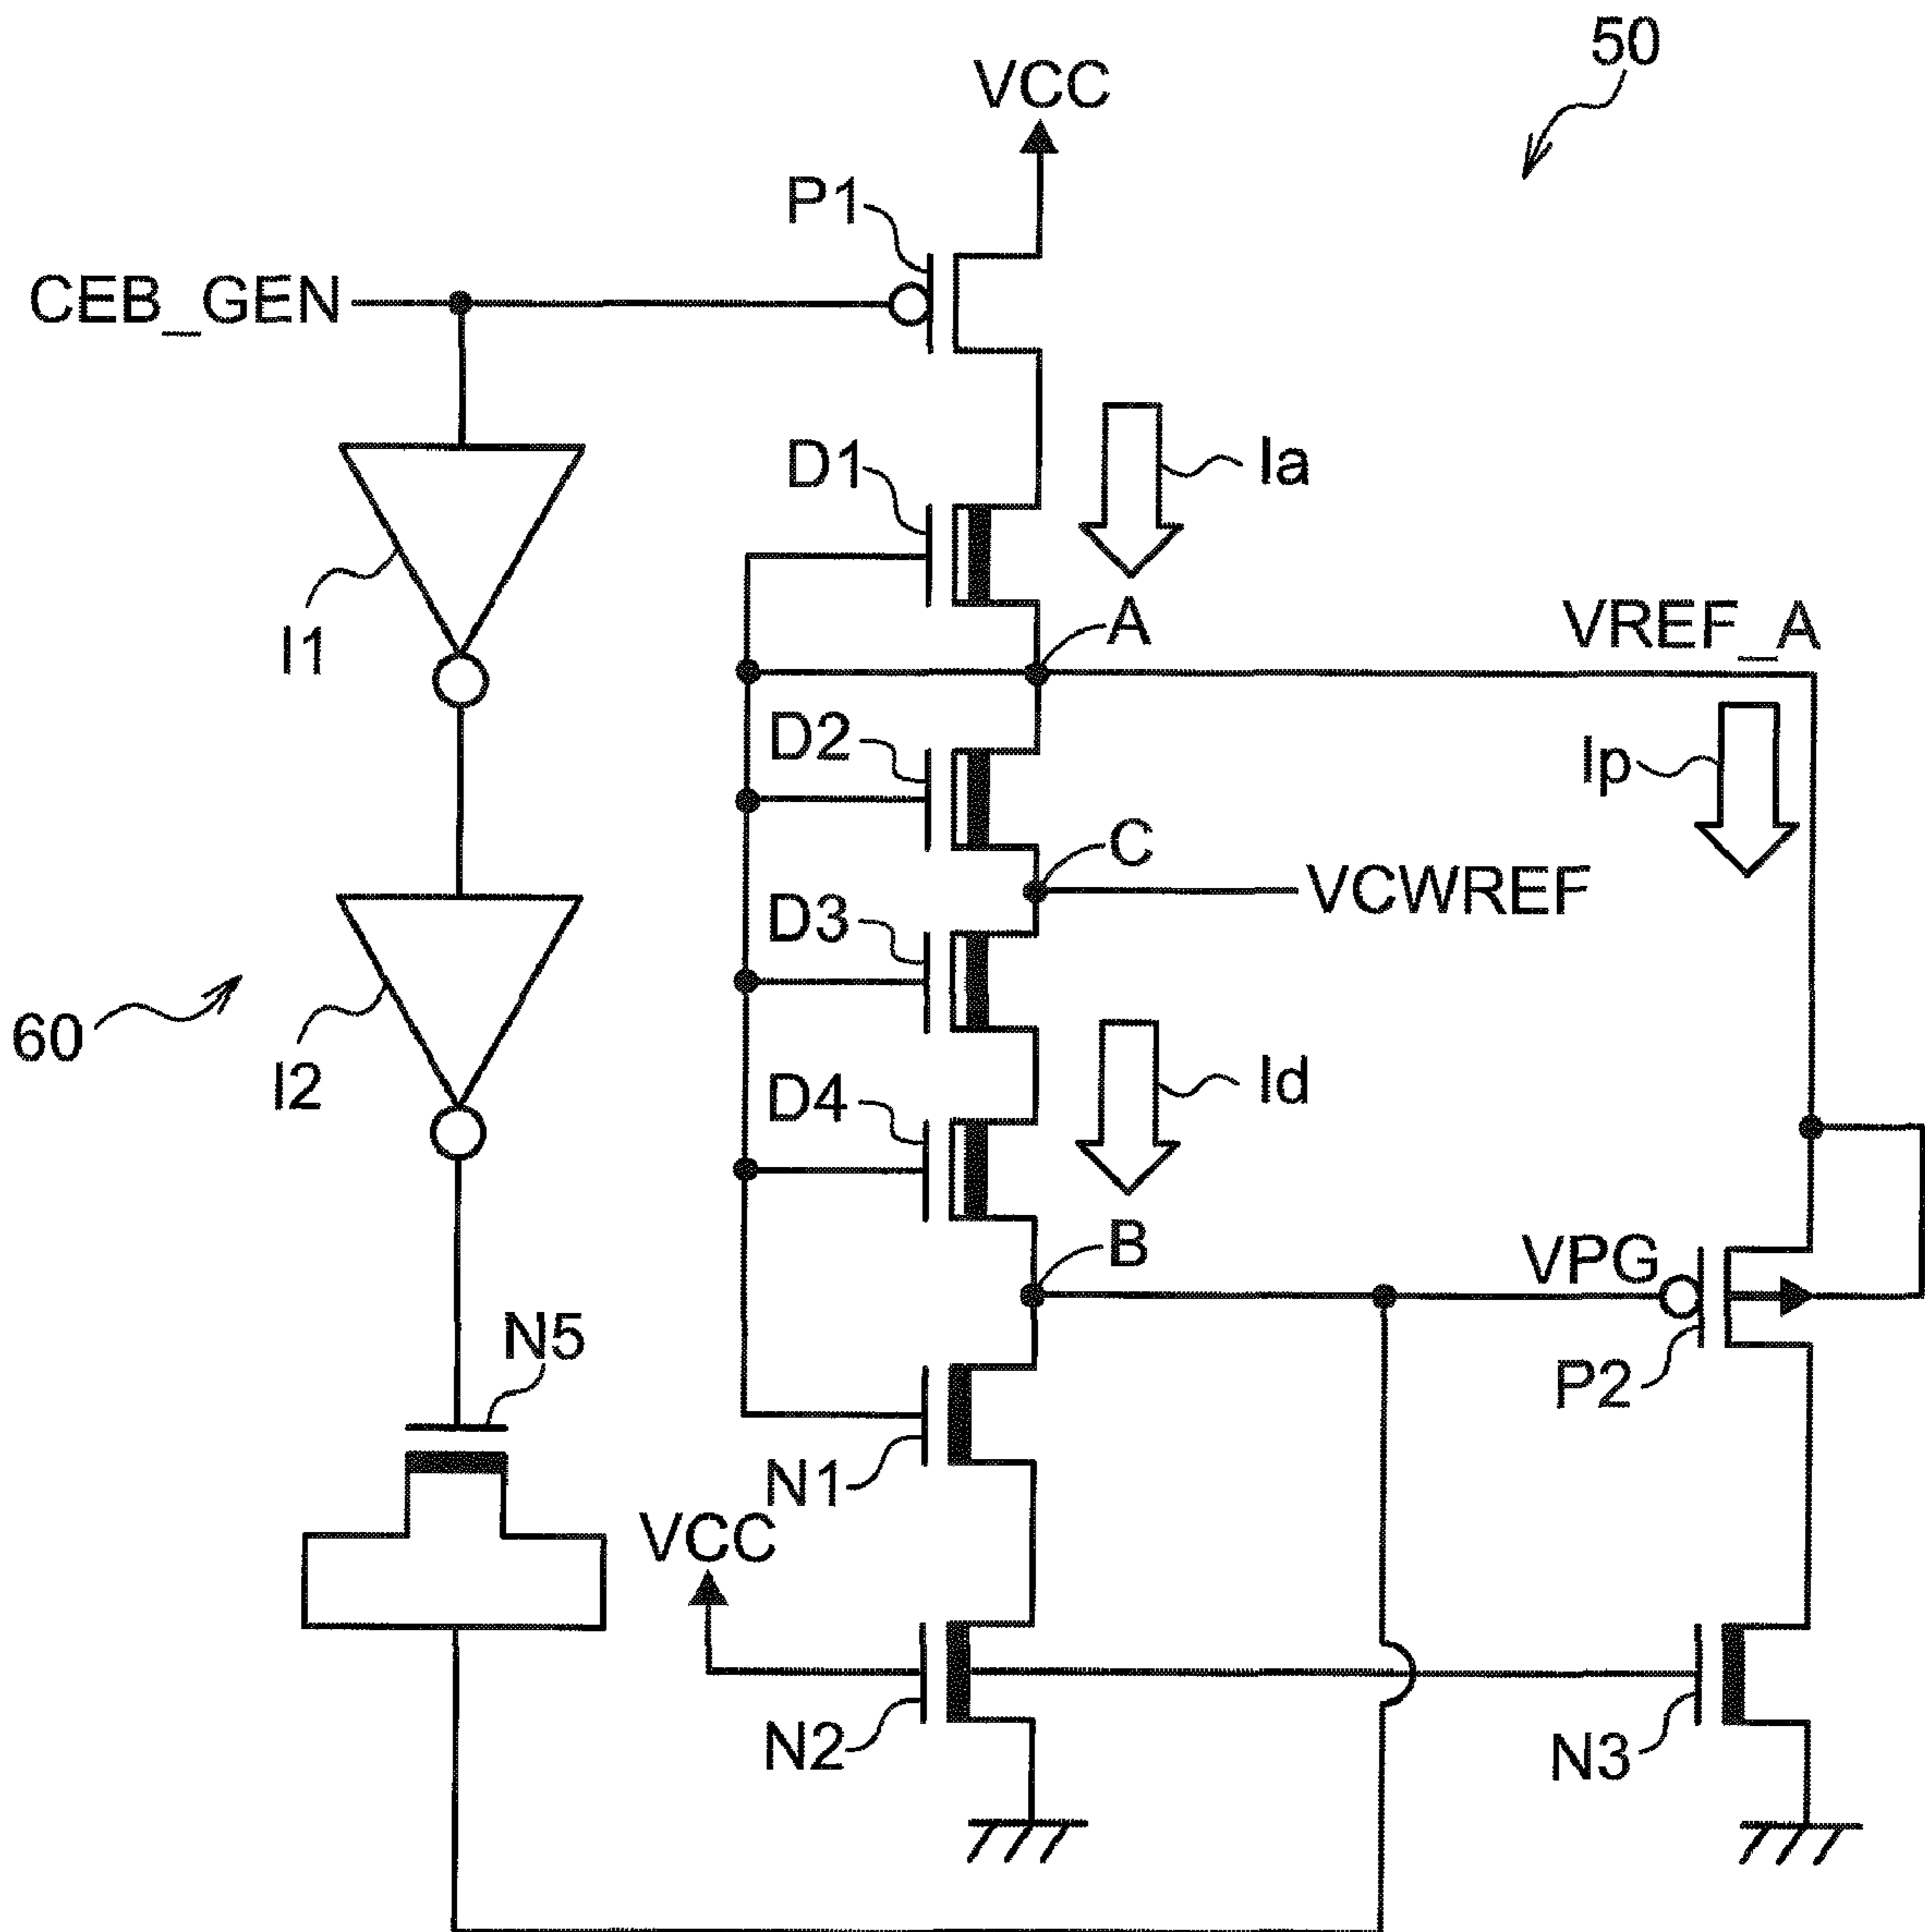 50
VCC
P1
CEB_GEN
D1
Ia
I1
A
VREF_A
D2
Ip
C
VCWREF
D3
60
I2
D4
Id
B
VPG
N5
P2
N1
VCC
N2
N3